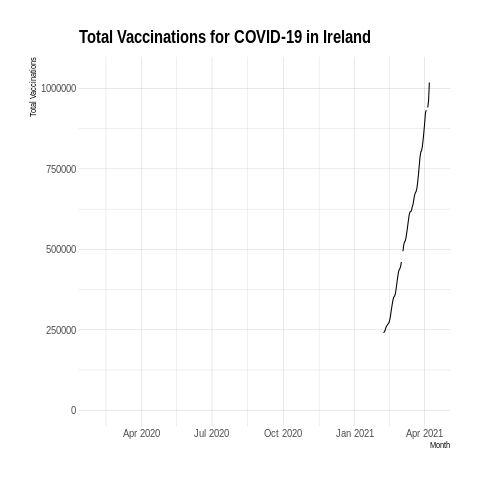 Total Vaccinations for COVID-19 in Ireland
Total Vaccinations
1000000
750000
500000
250000
0
Apr 2020 Jul 2020 Oct 2020 Jan 2021 Apr 2021
Month